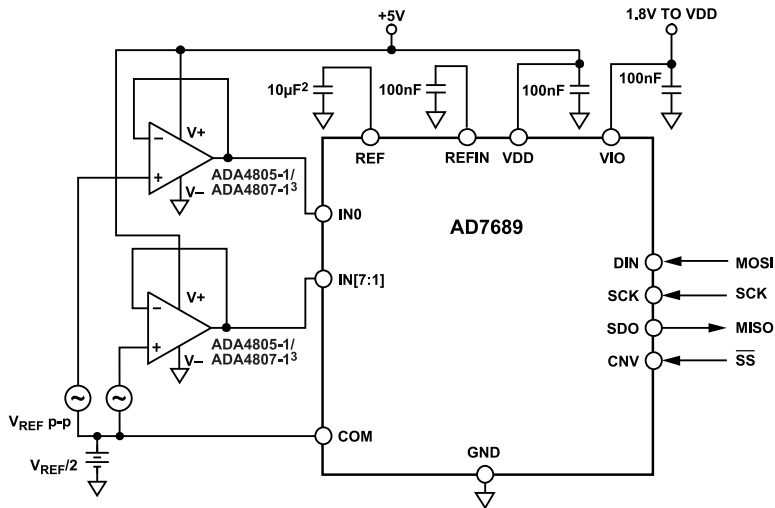 +5V
1.8V TO VDD
10µF²
100nF
100nF
100nF
V+
REF
REFIN
VDD
VIO
−
+
V−
ADA4805-1/
ADA4807-1³
IN0
AD7689
IN[7:1]
DIN
MOSI
V+
SCK
SCK
−
SDO
MISO
ADA4805-1/
ADA4807-1³
+
V−
CNV
S̅S̅
~
~
VREF p-p
COM
GND
VREF/2